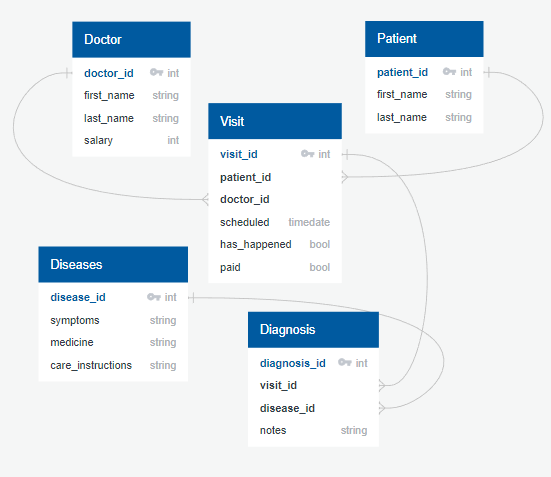 Doctor
doctor_id int
first_name string
last_name string
salary int
Patient
patient_id int
first_name string
last_name string
Visit
visit_id int
patient_id
doctor_id
scheduled timedate
has_happened bool
paid bool
Diseases
disease_id int
symptoms string
medicine string
care_instructions string
Diagnosis
diagnosis_id int
visit_id
disease_id
notes string